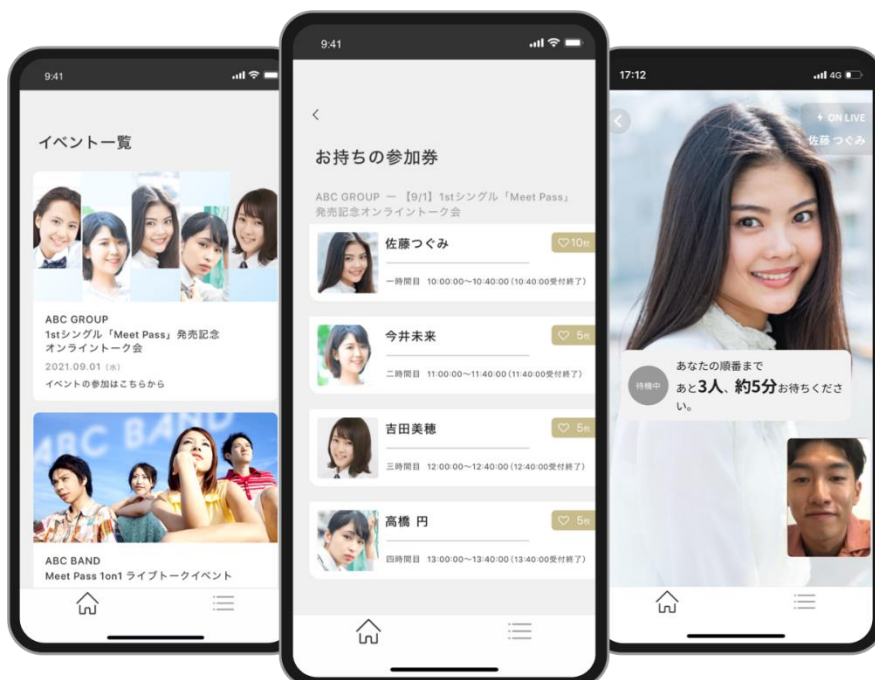 9:41
イベント一覧
ABC GROUP
1stシングル「Meet Pass」発売記念
オンライントーク会
2021.09.01 (水)
イベントの参加はこちらから
ABC BAND
ABC BAND
Meet Pass 1on1 ライブトークイベント
9:41
お持ちの参加券
ABC GROUP ー 【9/1】1stシングル「Meet Pass」
発売記念オンライントーク会
佐藤つぐみ
10枚
一時間目 10:00:00〜10:40:00(10:40:00受付終了)
今井未来
5枚
二時間目 11:00:00〜11:40:00(11:40:00受付終了)
吉田美穂
5枚
三時間目 12:00:00〜12:40:00(12:40:00受付終了)
高橋 円
5枚
四時間目 13:00:00〜13:40:00(13:40:00受付終了)
17:12
4G
ON LIVE
佐藤 つぐみ
待機中
あなたの順番まで
あと3人、約5分お待ちくださ
い。